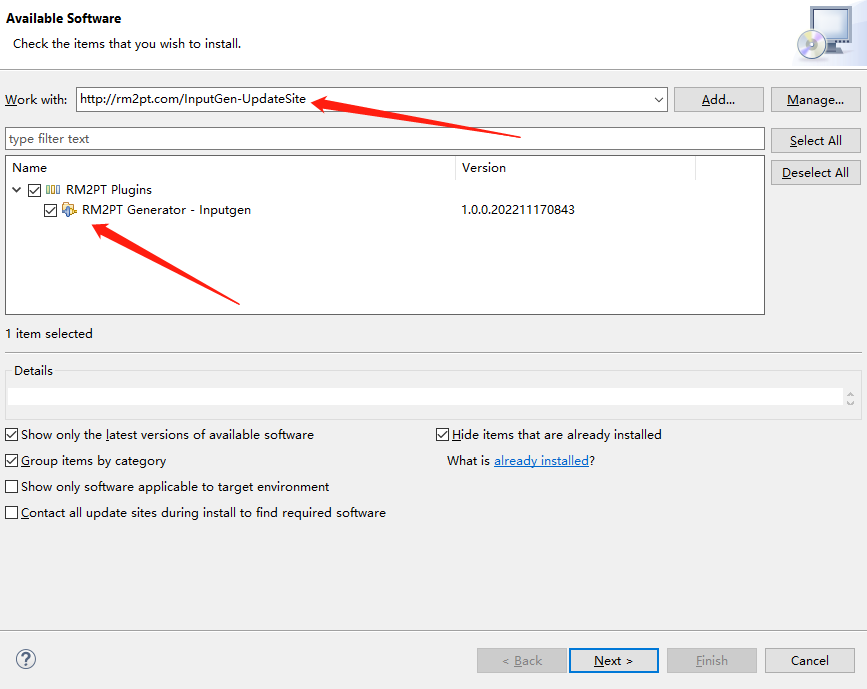 Available Software
Check the items that you wish to install.
Work with: http://rm2pt.com/InputGen-UpdateSite Add... Manage...
type filter text Select All
Deselect All
Name Version
RM2PT Plugins
RM2PT Generator - Inputgen 1.0.0.202211170843
1 item selected
Details
Show only the latest versions of available software Hide items that are already installed
Group items by category What is already installed?
Show only software applicable to target environment
Contact all update sites during install to find required software
? < Back Next > Finish Cancel